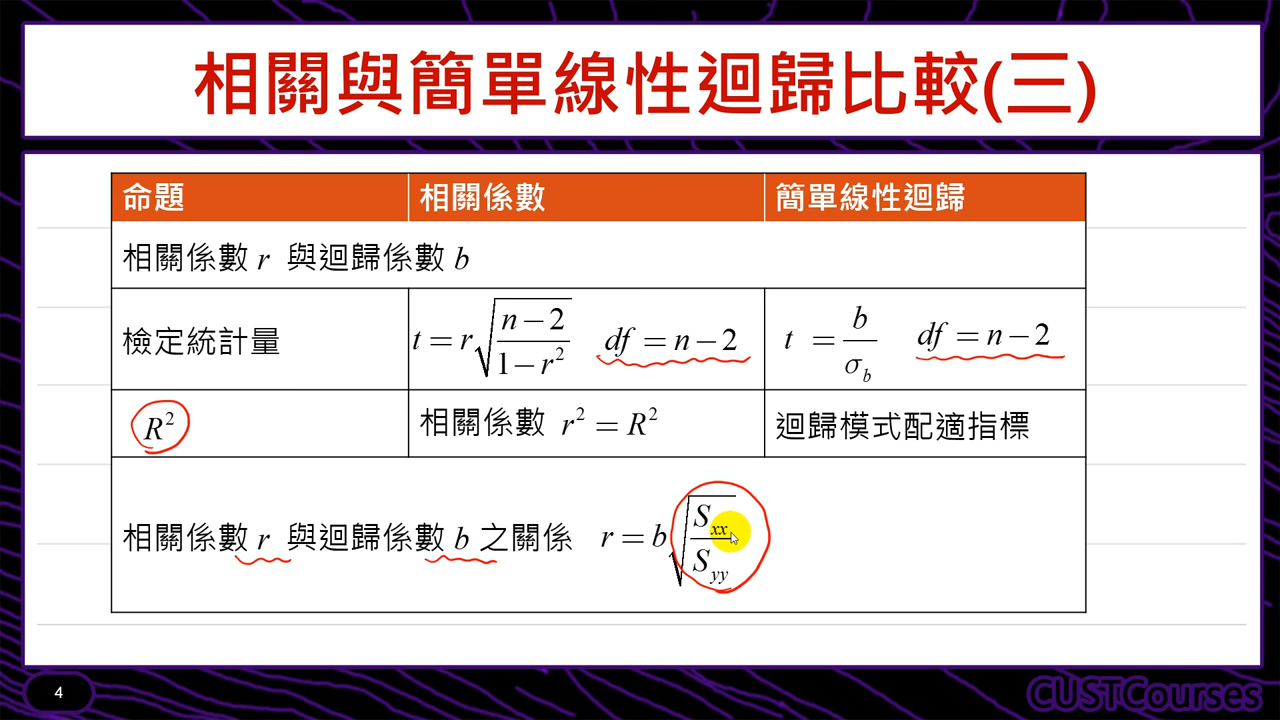 相關與簡單線性迴歸比較(三)
命題 相關係數 簡單線性迴歸
相關係數 r 與迴歸係數 b
檢定統計量 t = r√((n−2)/(1−r²)) df = n−2 t = b/σ_b df = n−2
R² 相關係數 r² = R² 迴歸模式配適指標
相關係數 r 與迴歸係數 b 之關係 r = b√(S_xx/S_yy)
4
CUSTCourses